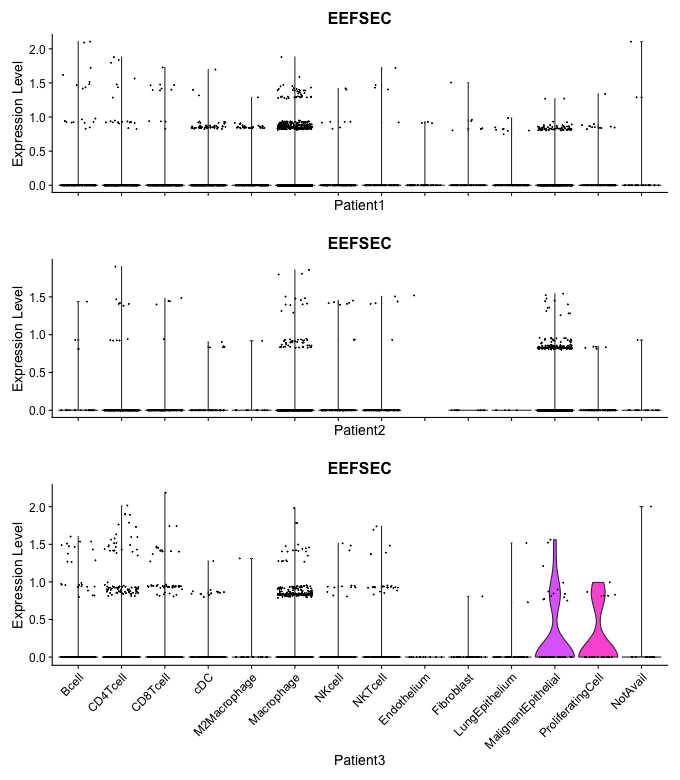 EEFSEC
Expression Level
2.0
1.5
1.0
0.5
0.0
Patient1
EEFSEC
Expression Level
1.5
1.0
0.5
0.0
Patient2
EEFSEC
Expression Level
2.0
1.5
1.0
0.5
0.0
Bcell
CD4Tcell
CD8Tcell
cDC
M2Macrophage
Macrophage
NKcell
NKTcell
Endothelium
Fibroblast
LungEpithelium
MalignantEpithelial
ProliferatingCell
NotAvail
Patient3